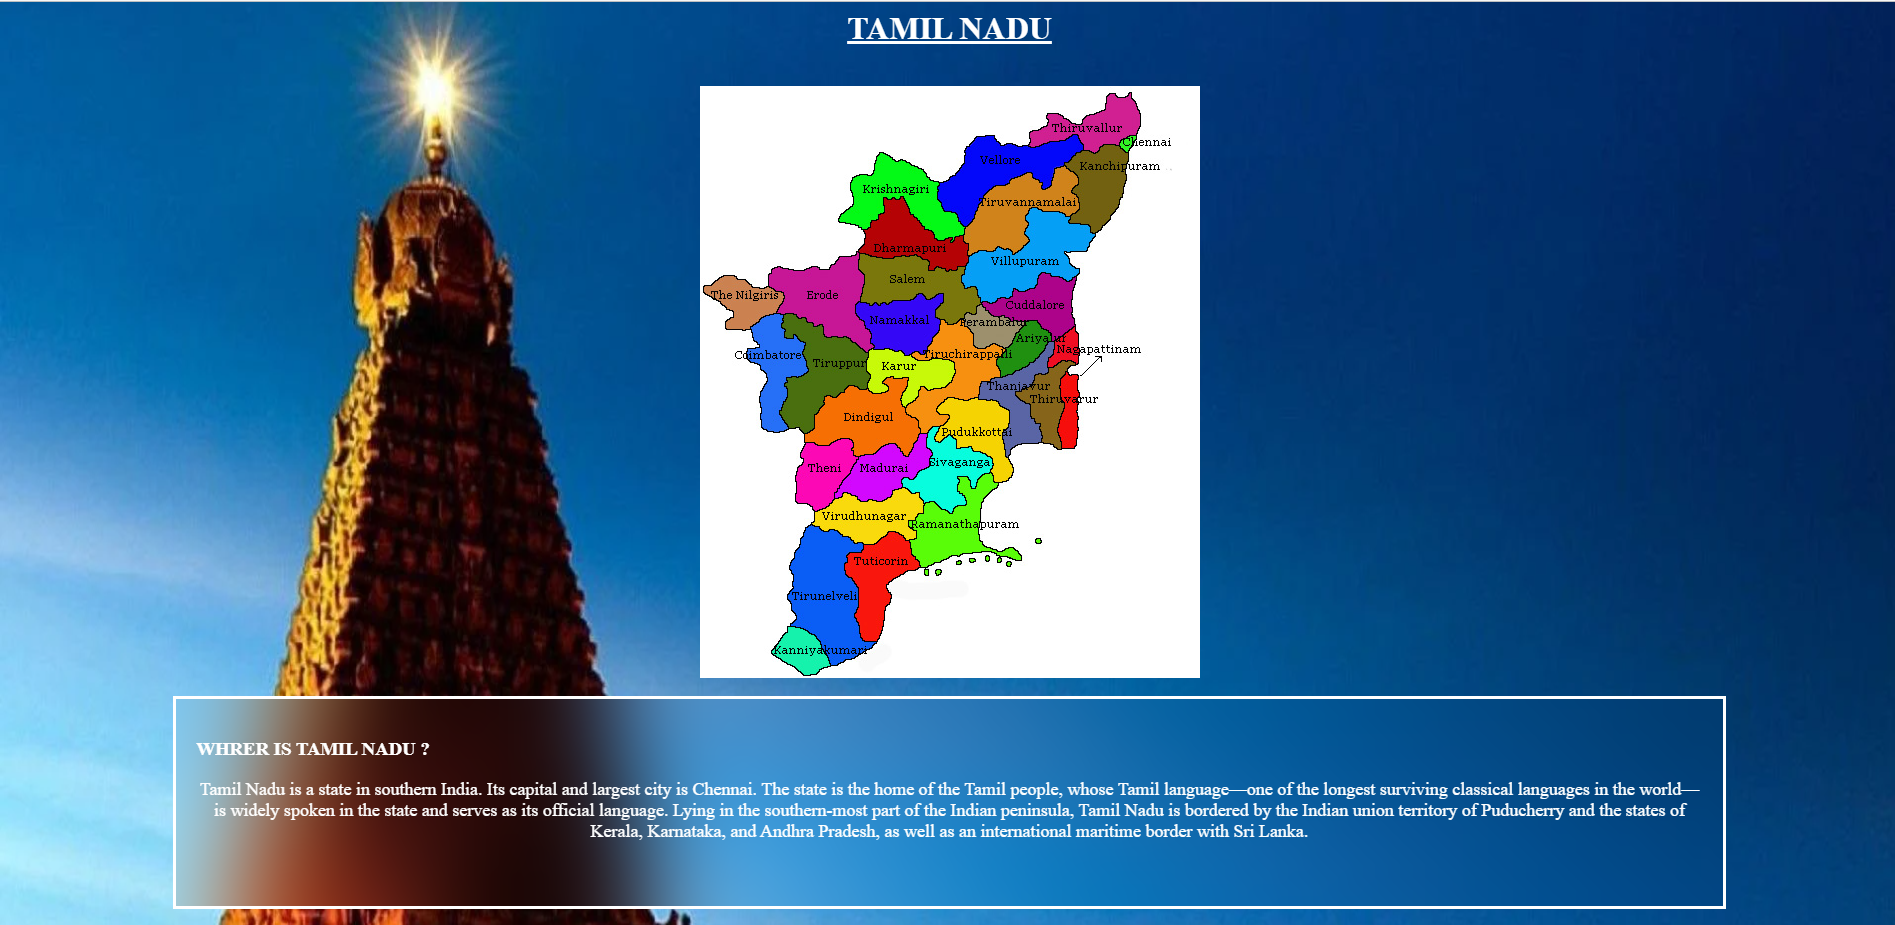 TAMIL NADU
Thiruvallur
Chennai
Vellore
Kanchipuram
Krishnagiri
Tiruvannamalai
Dharmapuri
Villupuram
Salem
The Nilgiris
Erode
Cuddalore
Namakkal
Perambalur
Ariyalur
Nagapattinam
Coimbatore
Tiruppur
Karur
Tiruchirappalli
Thanjavur
Thiruvarur
Dindigul
Pudukkottai
Theni
Madurai
Sivaganga
Virudhunagar
Ramanathapuram
Tuticorin
Tirunelveli
Kanniyakumari
WHRER IS TAMIL NADU ?
Tamil Nadu is a state in southern India. Its capital and largest city is Chennai. The state is the home of the Tamil people, whose Tamil language—one of the longest surviving classical languages in the world—
is widely spoken in the state and serves as its official language. Lying in the southern-most part of the Indian peninsula, Tamil Nadu is bordered by the Indian union territory of Puducherry and the states of
Kerala, Karnataka, and Andhra Pradesh, as well as an international maritime border with Sri Lanka.